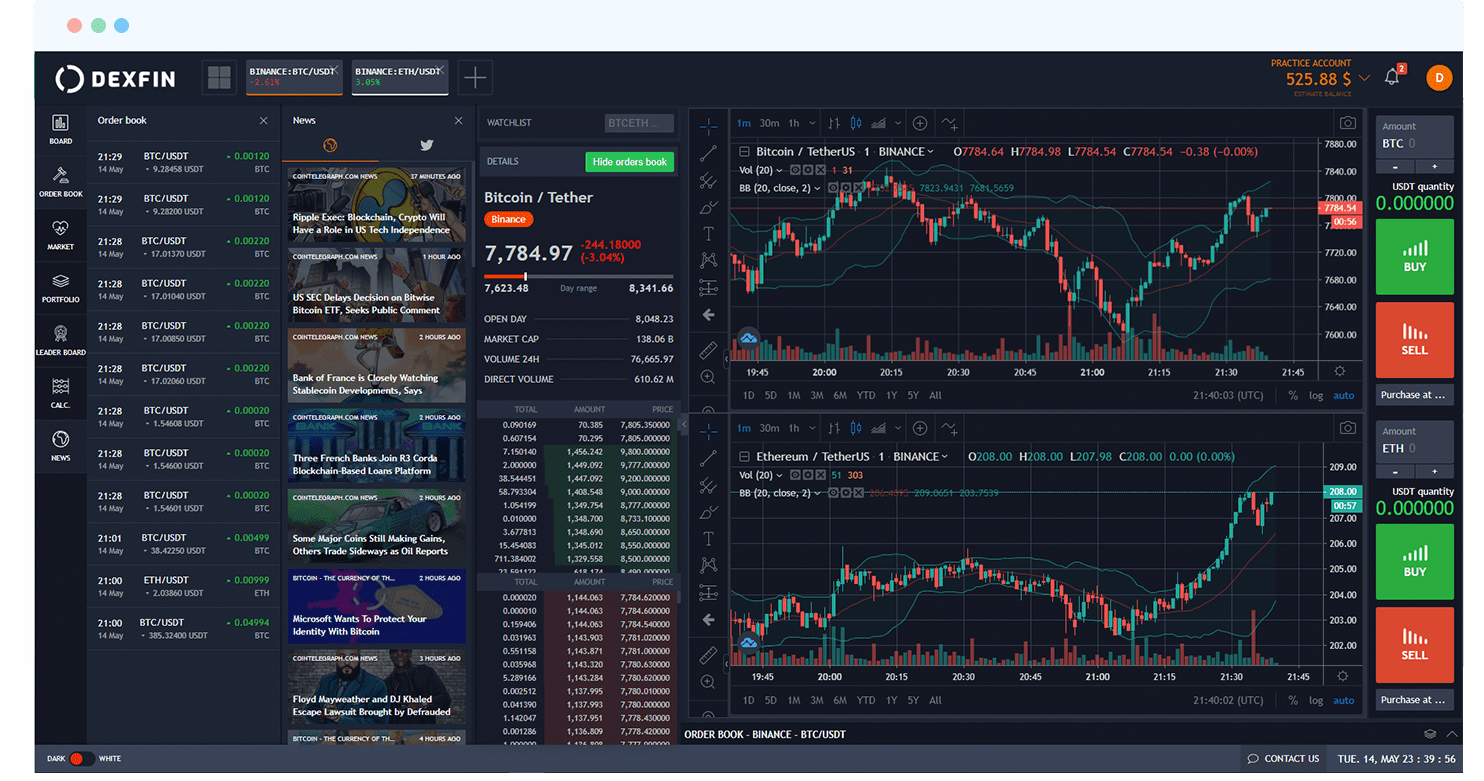 DEXFIN
BINANCE:BTC/USDT
-2.61%
BINANCE:ETH/USDT
3.05%
PRACTICE ACCOUNT
525.88 $
ESTIMATE BALANCE
2
D
BOARD
ORDER BOOK
MARKET
PORTFOLIO
LEADER BOARD
CALC.
NEWS
Order book
21:29 BTC/USDT 0.00120
14 May 9.28458 USDT BTC
21:29 BTC/USDT 0.00120
14 May 9.28200 USDT BTC
21:28 BTC/USDT 0.00220
14 May 17.01370 USDT BTC
21:28 BTC/USDT 0.00220
14 May 17.01040 USDT BTC
21:28 BTC/USDT 0.00220
14 May 17.00850 USDT BTC
21:28 BTC/USDT 0.00220
14 May 17.02060 USDT BTC
21:28 BTC/USDT 0.00020
14 May 1.54608 USDT BTC
21:28 BTC/USDT 0.00020
14 May 1.54600 USDT BTC
21:28 BTC/USDT 0.00020
14 May 1.54601 USDT BTC
21:01 BTC/USDT 0.00499
14 May 38.42250 USDT BTC
21:00 ETH/USDT 0.00999
14 May 2.03860 USDT ETH
21:00 BTC/USDT 0.04994
14 May 385.32400 USDT BTC
News
COINTELEGRAPH.COM NEWS 37 MINUTES AGO
Ripple Exec: Blockchain, Crypto Will
Have a Role in US Tech Independence
COINTELEGRAPH.COM NEWS 1 HOUR AGO
US SEC Delays Decision on Bitwise
Bitcoin ETF, Seeks Public Comment
COINTELEGRAPH.COM NEWS 2 HOURS AGO
Bank of France is Closely Watching
Stablecoin Developments, Says
COINTELEGRAPH.COM NEWS 2 HOURS AGO
BANK BANK
Three French Banks Join R3 Corda
Blockchain-Based Loans Platform
COINTELEGRAPH.COM NEWS 2 HOURS AGO
Some Major Coins Still Making Gains,
Others Trade Sideways as Oil Reports
BITCOIN - THE CURRENCY OF TH... 2 HOURS AGO
Microsoft Wants To Protect Your
Identity With Bitcoin
COINTELEGRAPH.COM NEWS 3 HOURS AGO
Floyd Mayweather and DJ Khaled
Escape Lawsuit Brought by Defrauded
BITCOIN - THE CURRENCY OF TH... 4 HOURS AGO
WATCHLIST BTCETH ...
DETAILS Hide orders book
Bitcoin / Tether
Binance
7,784.97 -244.18000
(-3.04%)
7,623.48 Day range 8,341.66
OPEN DAY 8,048.23
MARKET CAP 138.06 B
VOLUME 24H 76,665.97
DIRECT VOLUME 610.62 M
TOTAL AMOUNT PRICE
0.090169 70.385 7,805.350000
0.607154 70.295 7,805.000000
7.150140 1,456.242 9,800.000000
2.000000 1,449.092 9,777.000000
38.544451 1,447.092 9,200.000000
58.793304 1,408.548 9,000.000000
1.054199 1,349.754 8,777.000000
0.010000 1,348.700 8,733.100000
3.677813 1,348.690 8,650.000000
15.454083 1,345.012 8,550.000000
711.384002 1,329.558 8,500.000000
TOTAL AMOUNT PRICE
0.000020 1,144.063 7,784.620000
0.000010 1,144.063 7,784.600000
0.159406 1,144.063 7,784.540000
0.031963 1,143.903 7,781.020000
0.551158 1,143.871 7,781.000000
0.035968 1,143.320 7,780.630000
5.289166 1,143.284 7,780.620000
0.002512 1,137.995 7,780.010000
0.041390 1,137.993 7,780.000000
1.142047 1,137.951 7,778.430000
0.001286 1,136.809 7,778.420000
1m 30m 1h
Bitcoin / TetherUS · 1 · BINANCE O7784.64 H7784.98 L7784.54 C7784.54 -0.38 (-0.00%)
Vol (20) 1 31
BB (20, close, 2) 7823.9431 7681.5659
7880.00
7840.00
7800.00
7784.54
00:56
7720.00
7680.00
7640.00
7600.00
19:45 20:00 20:15 20:30 20:45 21:00 21:15 21:30 21:45
1D 5D 1M 3M 6M YTD 1Y 5Y All 21:40:03 (UTC) % log auto
1m 30m 1h
Ethereum / TetherUS · 1 · BINANCE O208.00 H208.00 L207.98 C208.00 0.00 (0.00%)
Vol (20) 51 303
BB (20, close, 2) 206.4095 209.0651 203.7539
209.00
208.00
00:57
207.00
206.00
205.00
204.00
203.00
202.00
19:45 20:00 20:15 20:30 20:45 21:00 21:15 21:30 21:45
1D 5D 1M 3M 6M YTD 1Y 5Y All 21:40:02 (UTC) % log auto
Amount
BTC 0
- +
USDT quantity
0.000000
BUY
SELL
Purchase at ...
Amount
ETH 0
- +
USDT quantity
0.000000
BUY
SELL
Purchase at ...
ORDER BOOK - BINANCE - BTC/USDT
DARK WHITE
CONTACT US
TUE. 14, MAY 23 : 39 : 56